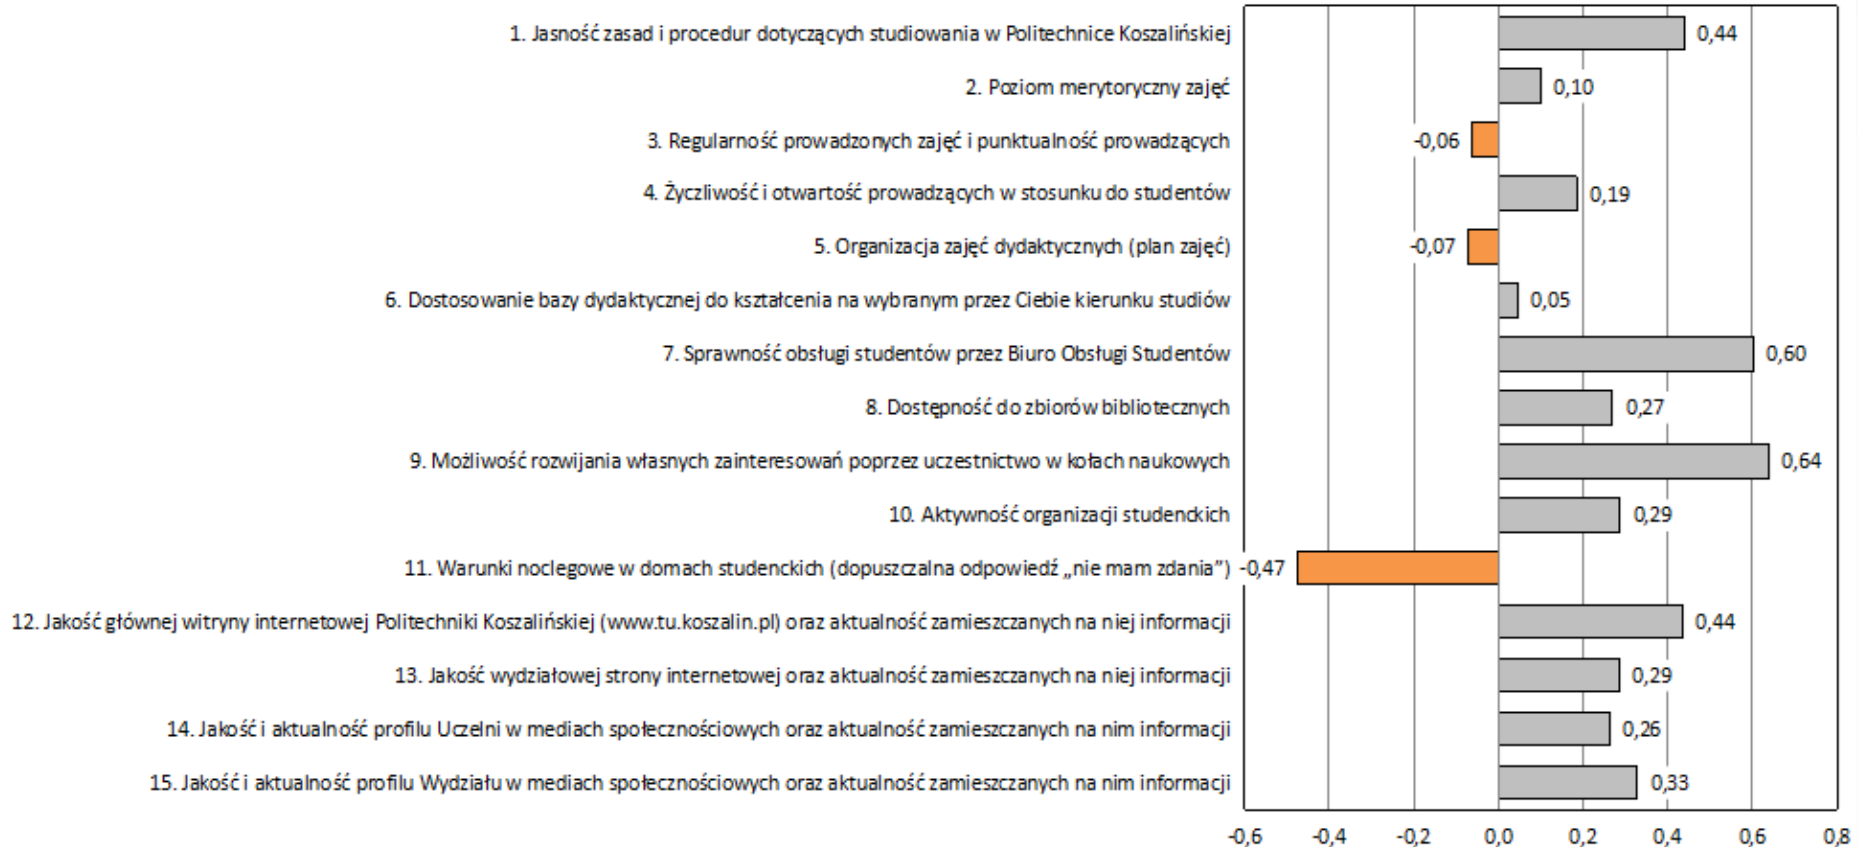 1. Jasność zasad i procedur dotyczących studiowania w Politechnice Koszalińskiej 0,44
2. Poziom merytoryczny zajęć 0,10
3. Regularność prowadzonych zajęć i punktualność prowadzących -0,06
4. Życzliwość i otwartość prowadzących w stosunku do studentów 0,19
5. Organizacja zajęć dydaktycznych (plan zajęć) -0,07
6. Dostosowanie bazy dydaktycznej do kształcenia na wybranym przez Ciebie kierunku studiów 0,05
7. Sprawność obsługi studentów przez Biuro Obsługi Studentów 0,60
8. Dostępność do zbiorów bibliotecznych 0,27
9. Możliwość rozwijania własnych zainteresowań poprzez uczestnictwo w kołach naukowych 0,64
10. Aktywność organizacji studenckich 0,29
11. Warunki noclegowe w domach studenckich (dopuszczalna odpowiedź „nie mam zdania”) -0,47
12. Jakość głównej witryny internetowej Politechniki Koszalińskiej (www.tu.koszalin.pl) oraz aktualność zamieszczanych na niej informacji 0,44
13. Jakość wydziałowej strony internetowej oraz aktualność zamieszczanych na niej informacji 0,29
14. Jakość i aktualność profilu Uczelni w mediach społecznościowych oraz aktualność zamieszczanych na nim informacji 0,26
15. Jakość i aktualność profilu Wydziału w mediach społecznościowych oraz aktualność zamieszczanych na nim informacji 0,33
-0,6 -0,4 -0,2 0,0 0,2 0,4 0,6 0,8